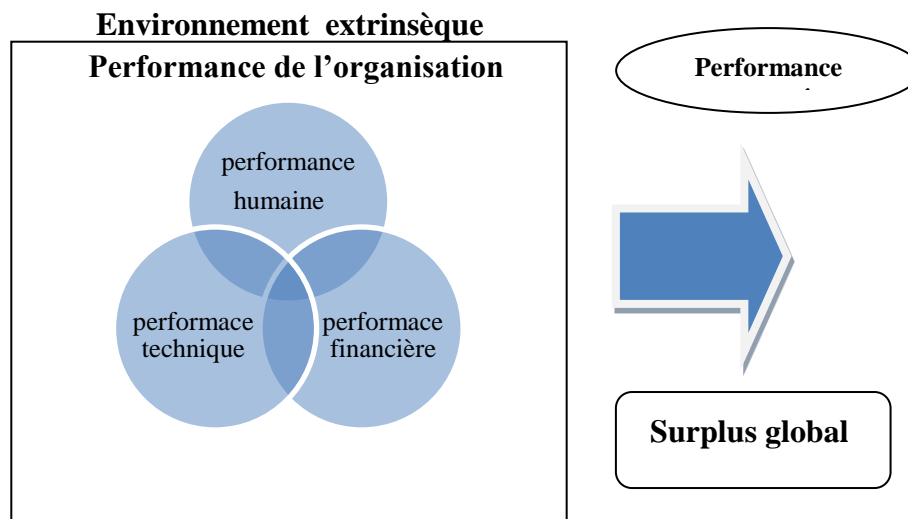 Environnement extrinsèque
Performance de l'organisation
performance
humaine
performace
technique
performace
financière
Performance
Surplus global